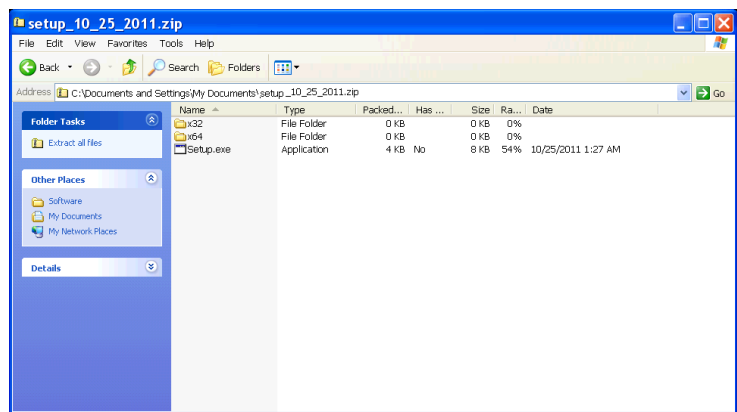 setup_10_25_2011.zip
File Edit View Favorites Tools Help
Back Search Folders
Address C:\Documents and Settings\My Documents\setup_10_25_2011.zip Go
Name Type Packed... Has ... Size Ra... Date
Folder Tasks
x32 File Folder 0 KB 0 KB 0%
x64 File Folder 0 KB 0 KB 0%
Extract all files
Setup.exe Application 4 KB No 8 KB 54% 10/25/2011 1:27 AM
Other Places
Software
My Documents
My Network Places
Details